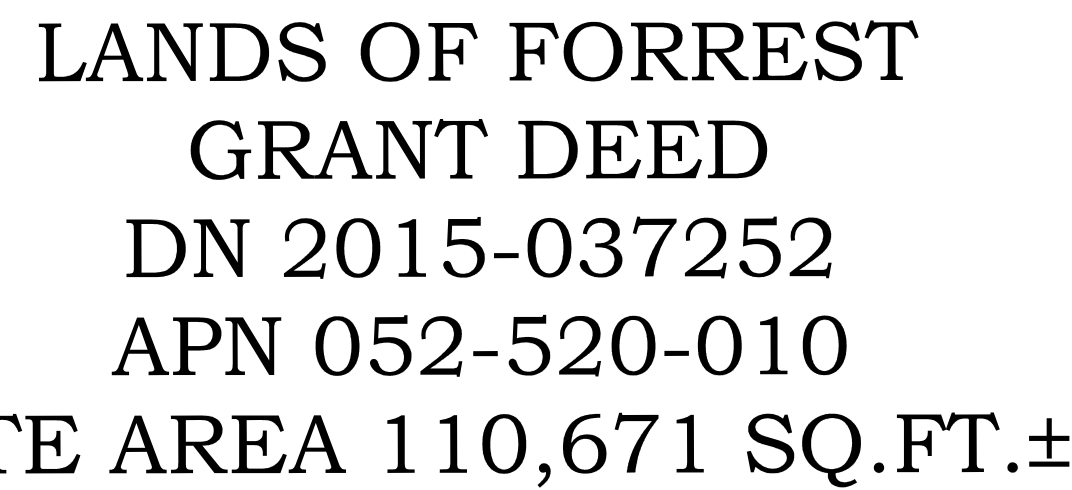 LANDS OF FORREST
GRANT DEED
DN 2015-037252
APN 052-520-010
TE AREA 110,671 SQ.FT.±